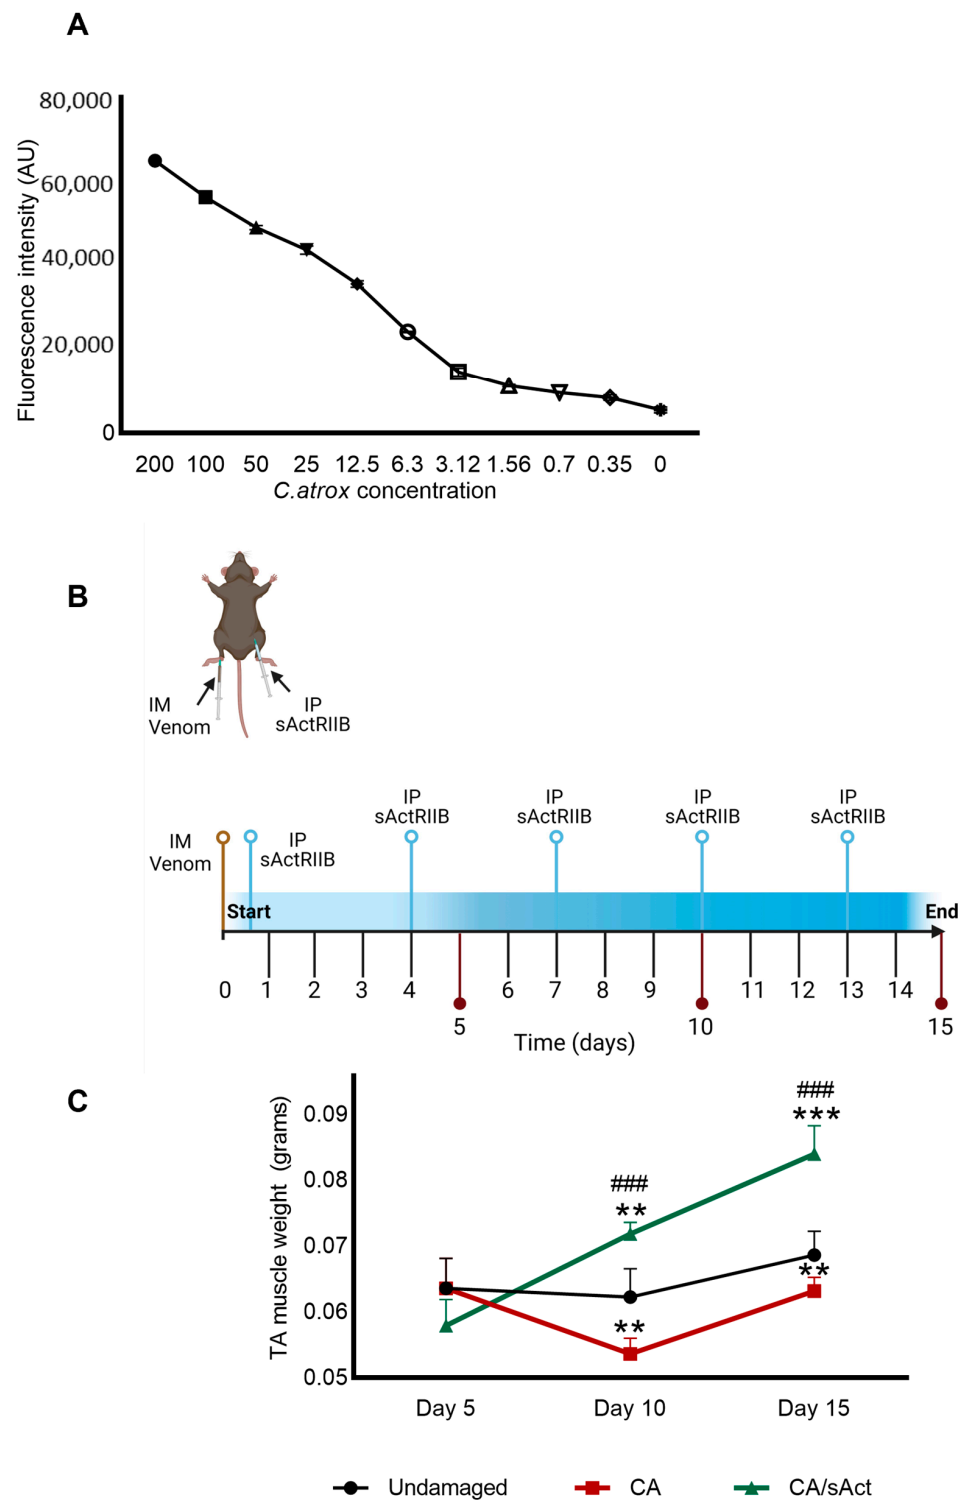 A
80,000
60,000
40,000
20,000
0
Fluorescence intensity (AU)
200 100 50 25 12.5 6.3 3.12 1.56 0.7 0.35 0
C.atrox concentration
B
IM
Venom
IP
sActRIIB
IM
Venom
IP
sActRIIB
IP
sActRIIB
IP
sActRIIB
IP
sActRIIB
IP
sActRIIB
Start
End
0 1 2 3 4 6 7 8 9 11 12 13 14
5 10 15
Time (days)
C
0.09
0.08
0.07
0.06
0.05
TA muscle weight (grams)
###
***
###
**
**
**
Day 5 Day 10 Day 15
Undamaged CA CA/sAct